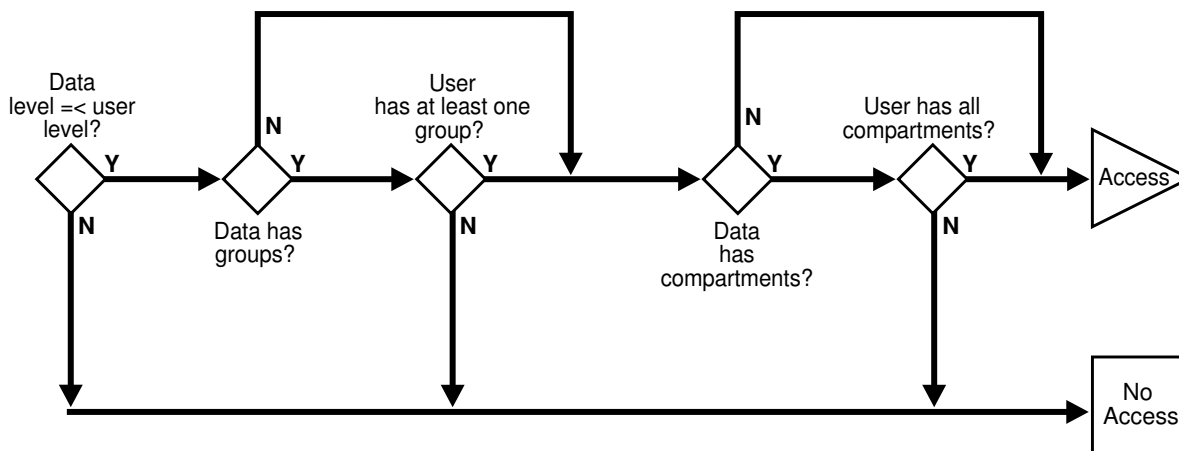 Data
level =< user
level?
Y
N
N
Y
Data has
groups?
User
has at least one
group?
Y
N
N
Y
Data
has
compartments?
User has all
compartments?
Y
N
Access
No
Access